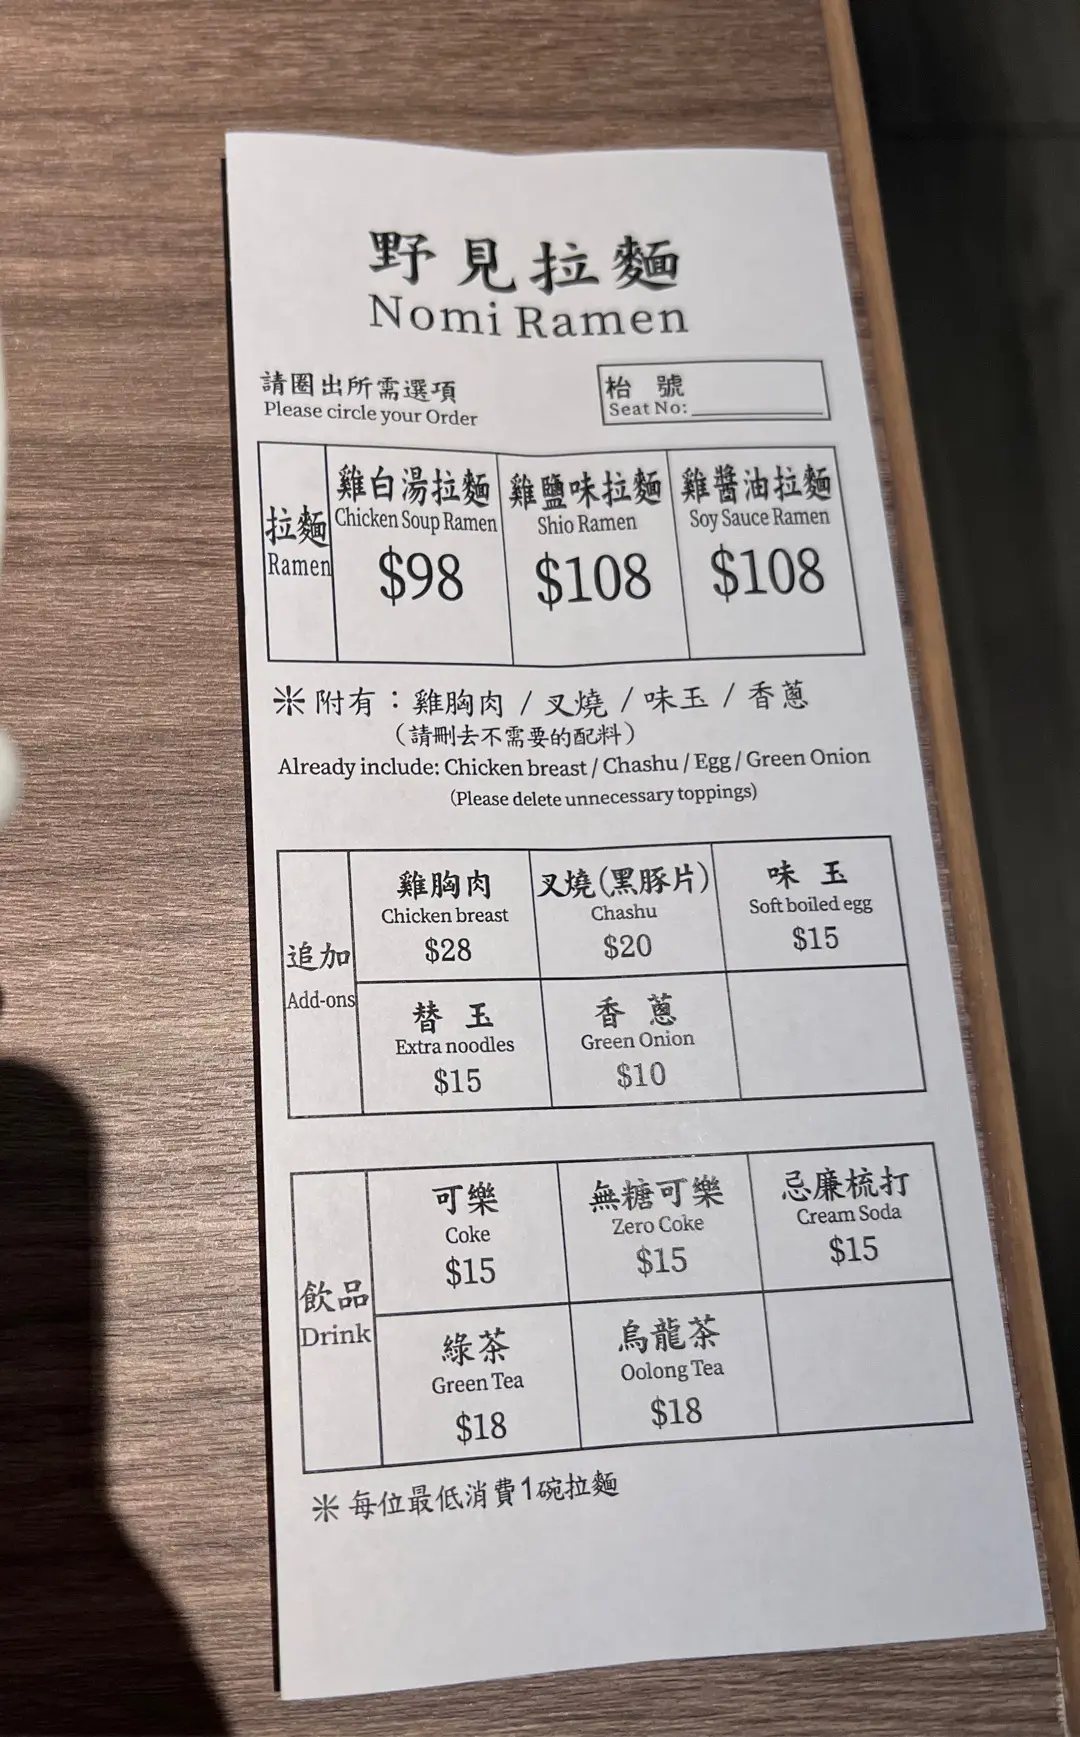 野見拉麵
Nomi Ramen
請圈出所需選項
Please circle your Order
枱 號
Seat No:
拉麵
Ramen
雞白湯拉麵
Chicken Soup Ramen
$98
雞鹽味拉麵
Shio Ramen
$108
雞醬油拉麵
Soy Sauce Ramen
$108
※ 附有：雞胸肉 / 叉燒 / 味玉 / 香蔥
（請刪去不需要的配料）
Already include: Chicken breast / Chashu / Egg / Green Onion
(Please delete unnecessary toppings)
追加
Add-ons
雞胸肉
Chicken breast
$28
叉燒(黑豚片)
Chashu
$20
味 玉
Soft boiled egg
$15
替 玉
Extra noodles
$15
香 蔥
Green Onion
$10
飲品
Drink
可樂
Coke
$15
無糖可樂
Zero Coke
$15
忌廉梳打
Cream Soda
$15
綠茶
Green Tea
$18
烏龍茶
Oolong Tea
$18
※ 每位最低消費1碗拉麵